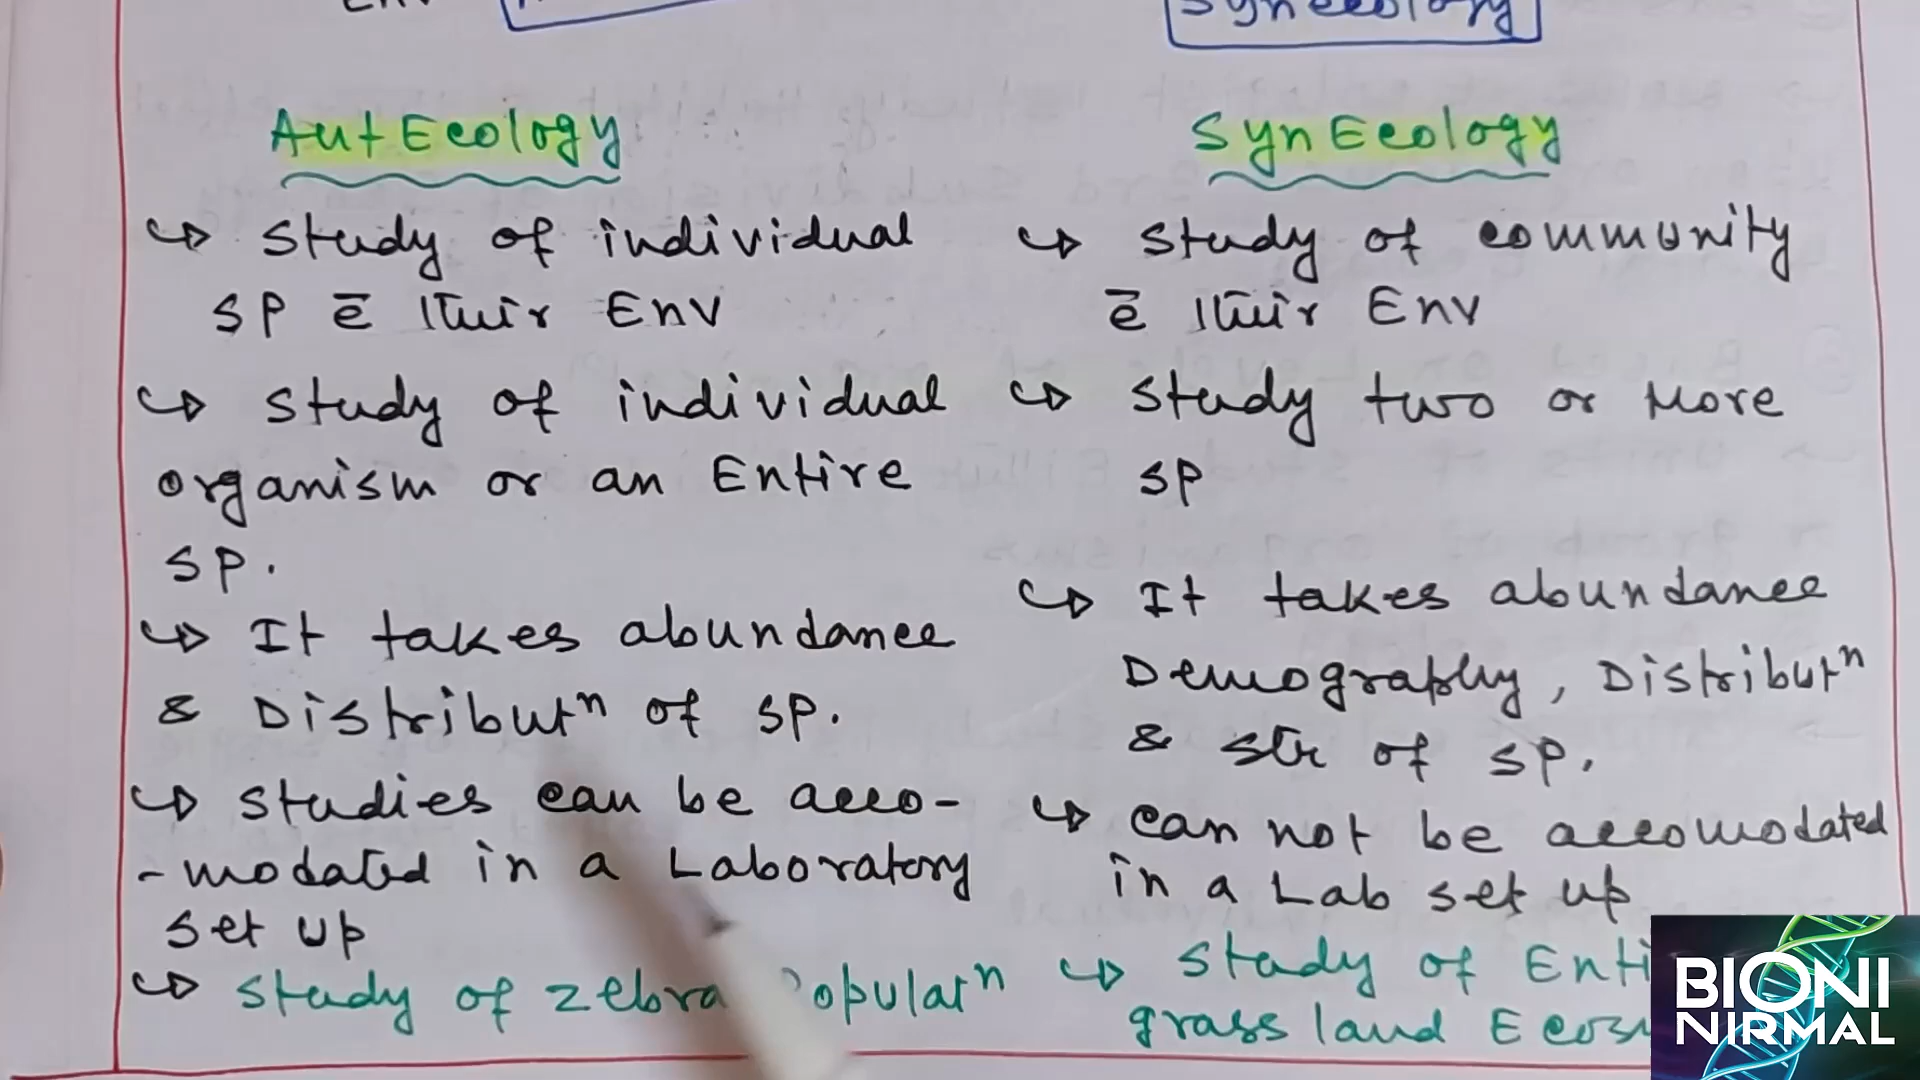 Synecology
AutEcology
↪ study of individual
SP ē their Env
↪ study of individual
organism or an Entire
SP.
↪ It takes abundance
& Distributⁿ of SP.
↪ studies can be acco-
-modated in a Laboratory
set up
↪ study of zebra Populatⁿ
SynEcology
↪ study of community
ē their Env
↪ study two or More
SP
↪ It takes abundance
Demography, Distributⁿ
& str of SP.
↪ can not be accomodated
in a Lab set up
↪ study of Enti
grass land Ecos
BIONI
NIRMAL